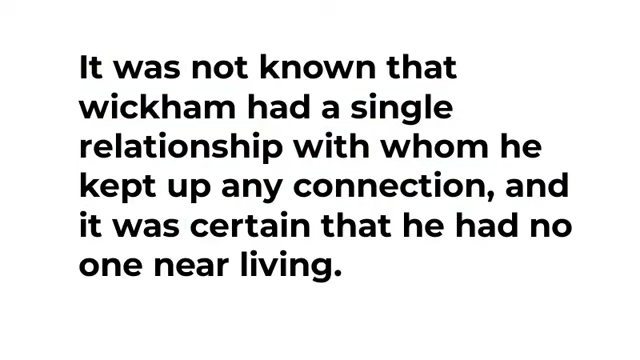 It was not known that
wickham had a single
relationship with whom he
kept up any connection, and
it was certain that he had no
one near living.